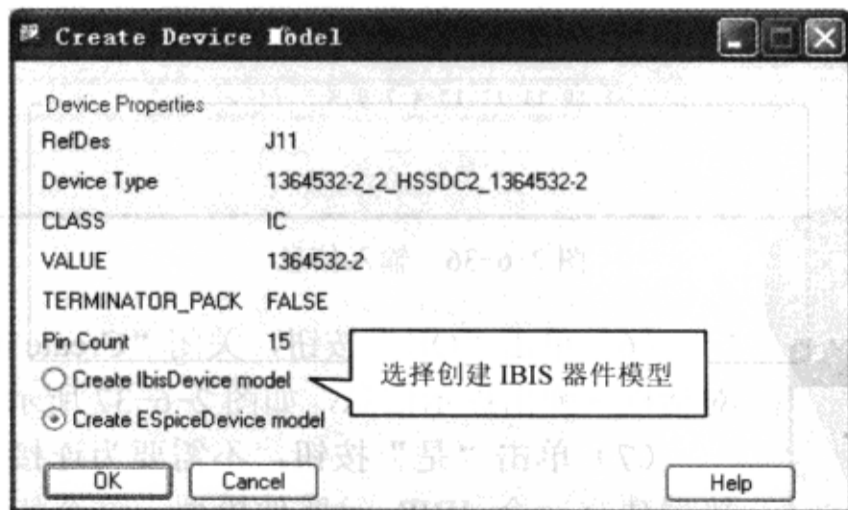 Create Device Model
Device Properties
RefDes J11
Device Type 1364532-2_2_HSSDC2_1364532-2
CLASS IC
VALUE 1364532-2
TERMINATOR_PACK FALSE
Pin Count 15
Create IbisDevice model
选择创建 IBIS 器件模型
Create ESpiceDevice model
OK Cancel Help